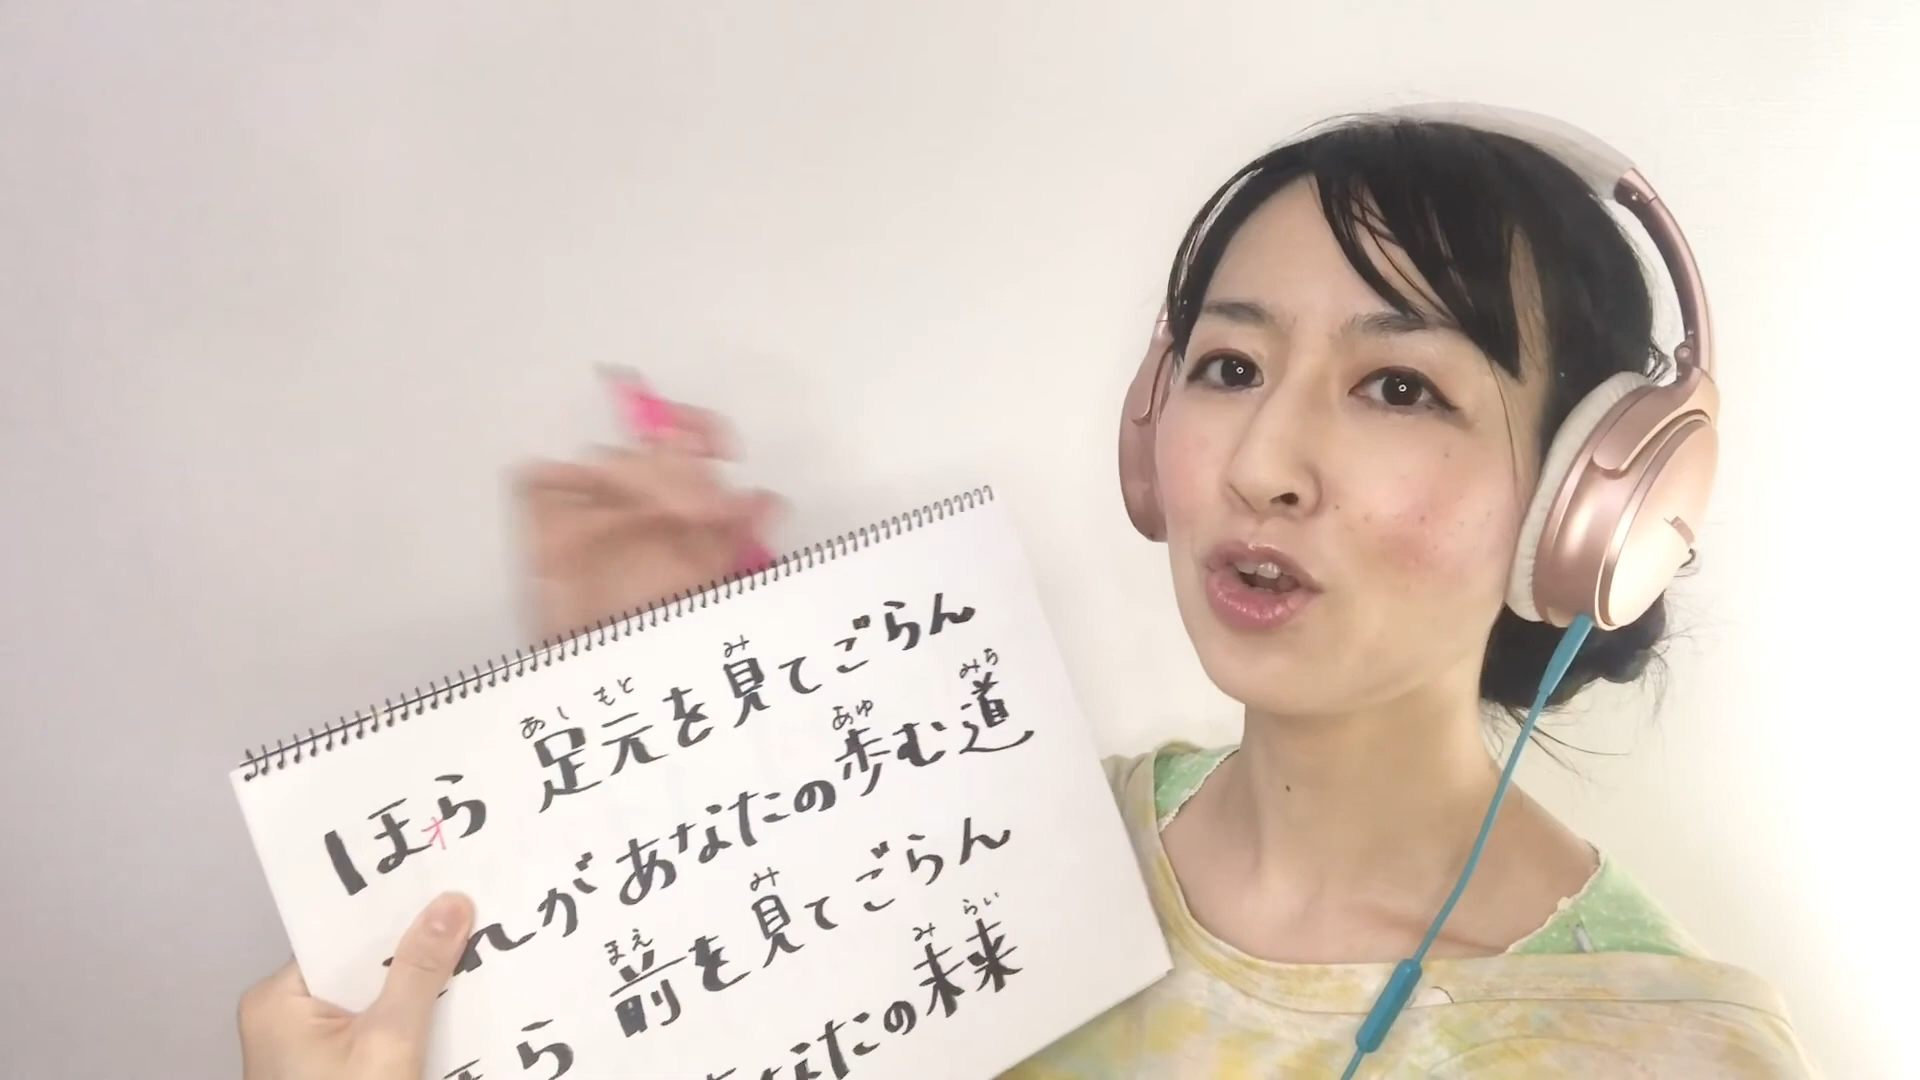 ほら 足元を見てごらん
れがあなたの歩む道
ら 前を見てごらん
なたの未来